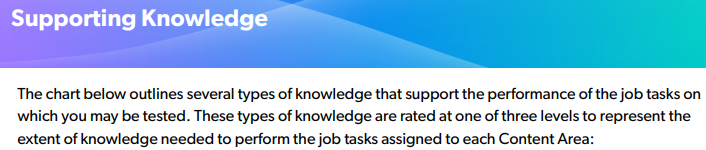 Supporting Knowledge
The chart below outlines several types of knowledge that support the performance of the job tasks on
which you may be tested. These types of knowledge are rated at one of three levels to represent the
extent of knowledge needed to perform the job tasks assigned to each Content Area: